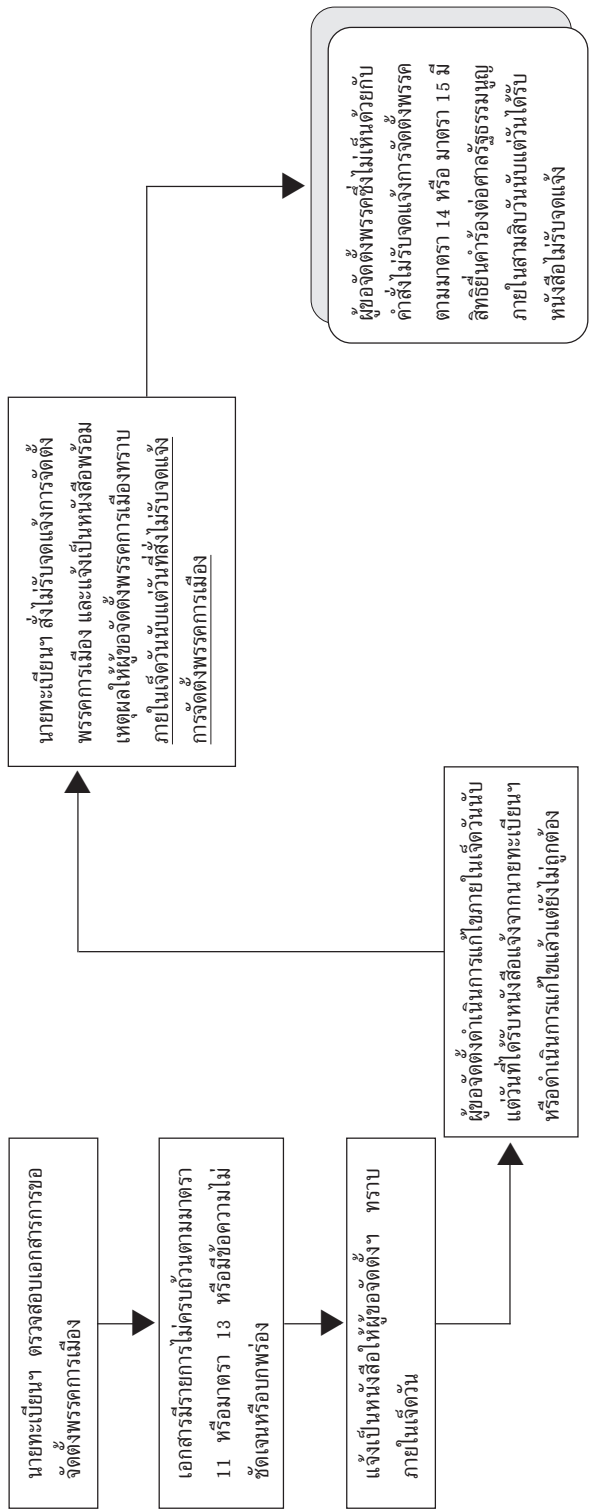 นายทะเบียนฯ ตรวจสอบเอกสารการขอ
จัดตั้งพรรคการเมือง
เอกสารมีรายการไม่ครบถ้วนตามมาตรา
11 หรือมาตรา 13 หรือมีข้อความไม่
ชัดเจนหรือบกพร่อง
แจ้งเป็นหนังสือให้ผู้ขอจัดตั้งฯ ทราบ
ภายในเจ็ดวัน
ผู้ขอจัดตั้งดำเนินการแก้ไขภายในเจ็ดวันนับ
แต่วันที่ได้รับหนังสือแจ้งจากนายทะเบียนฯ
หรือดำเนินการแก้ไขแล้วแต่ยังไม่ถูกต้อง
นายทะเบียนฯ สั่งไม่รับจดแจ้งการจัดตั้ง
พรรคการเมือง และแจ้งเป็นหนังสือพร้อม
เหตุผลให้ผู้ขอจัดตั้งพรรคการเมืองทราบ
ภายในเจ็ดวันนับแต่วันที่สั่งไม่รับจดแจ้ง
การจัดตั้งพรรคการเมือง
ผู้ขอจัดตั้งพรรคซึ่งไม่เห็นด้วยกับ
คำสั่งไม่รับจดแจ้งการจัดตั้งพรรค
ตามมาตรา 14 หรือ มาตรา 15 มี
สิทธิยื่นคำร้องต่อศาลรัฐธรรมนูญ
ภายในสามสิบวันนับแต่วันได้รับ
หนังสือไม่รับจดแจ้ง